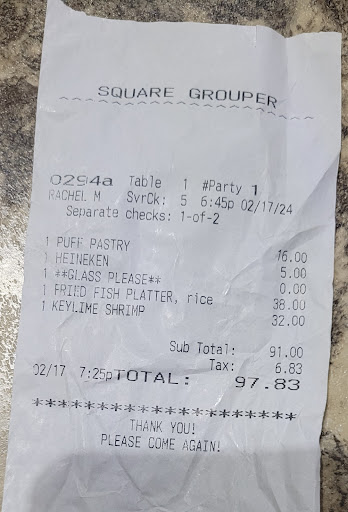 SQUARE GROUPER
~~~~~~~~~~~~~~~~~~~~
0294a Table 1 #Party 1
RACHEL M SvrCk: 5 6:45p 02/17/24
Separate checks: 1-of-2
1 PUFF PASTRY 16.00
1 HEINEKEN 5.00
1 **GLASS PLEASE** 0.00
1 FRIED FISH PLATTER, rice 38.00
1 KEYLIME SHRIMP 32.00
Sub Total: 91.00
Tax: 6.83
02/17 7:25p TOTAL: 97.83
********************
THANK YOU!
PLEASE COME AGAIN!